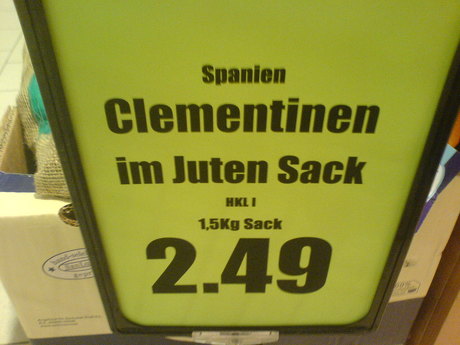 Spanien
Clementinen
im Juten Sack
HKL I
1,5Kg Sack
2.49